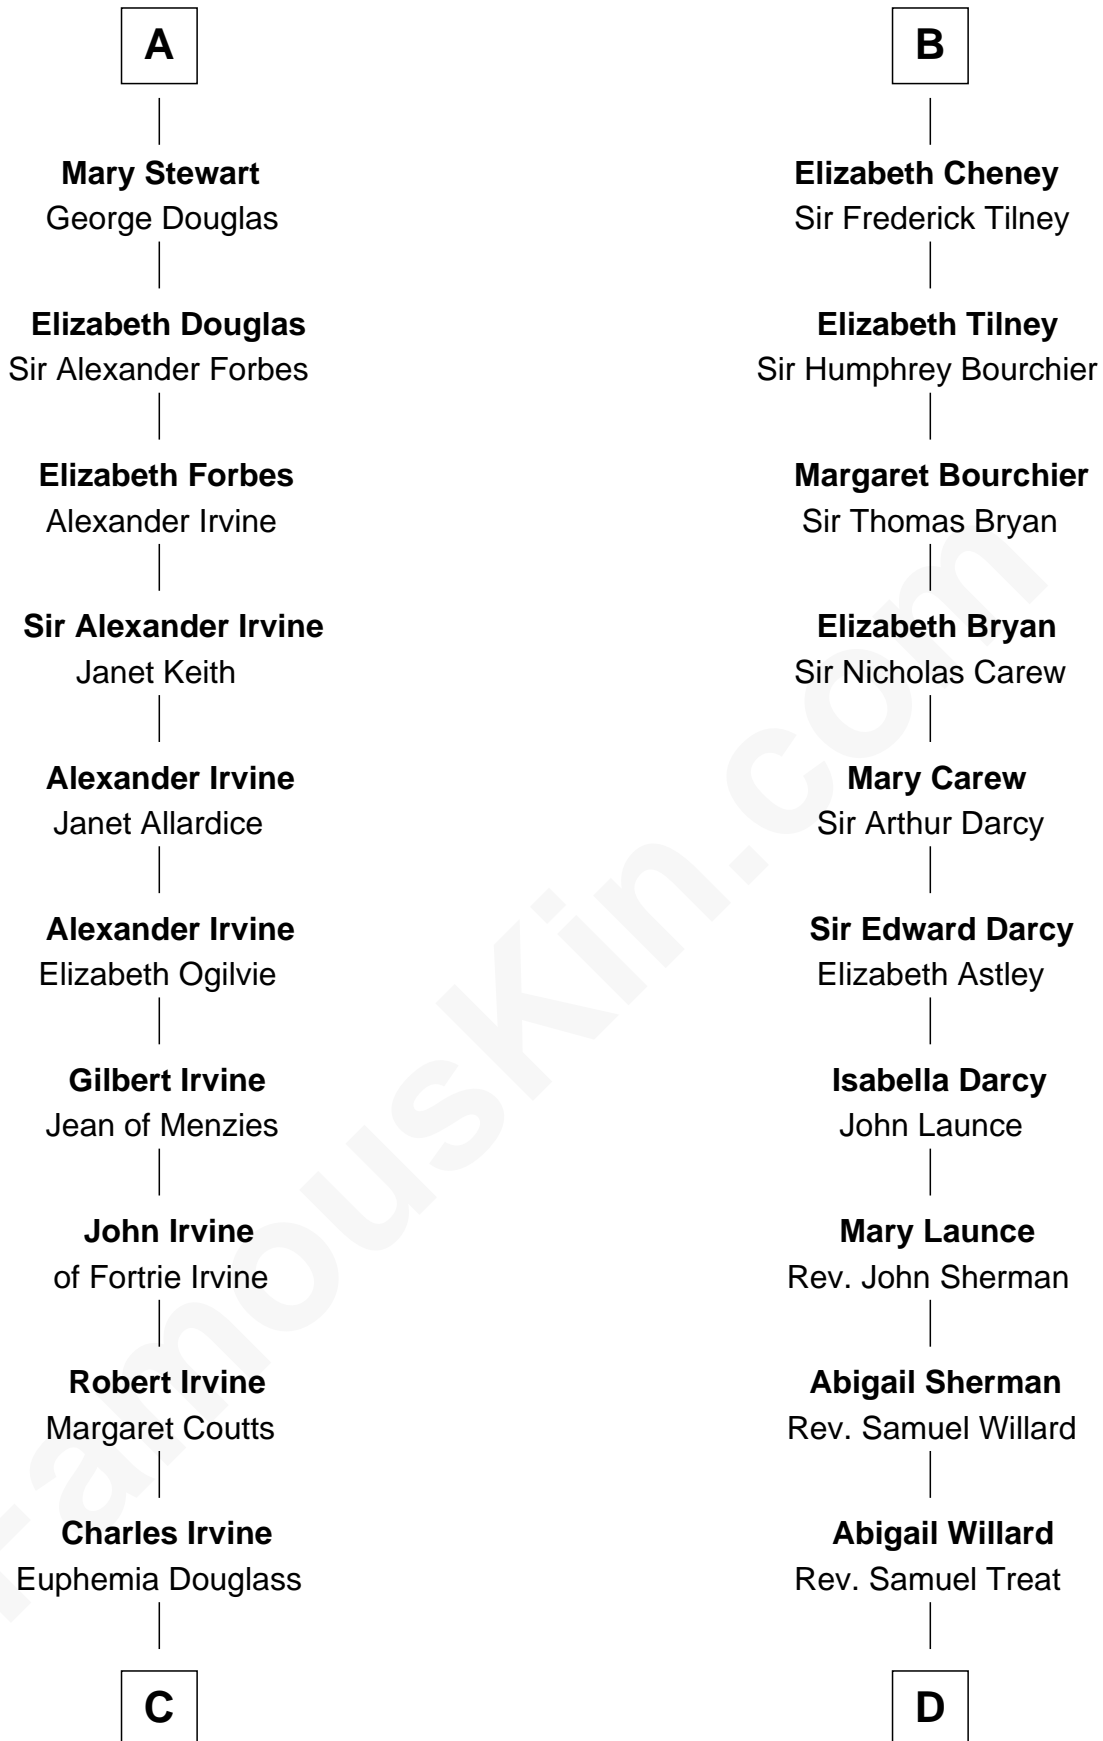 A
Mary Stewart
George Douglas
Elizabeth Douglas
Sir Alexander Forbes
Elizabeth Forbes
Alexander Irvine
Sir Alexander Irvine
Janet Keith
Alexander Irvine
Janet Allardice
Alexander Irvine
Elizabeth Ogilvie
Gilbert Irvine
Jean of Menzies
John Irvine
of Fortrie Irvine
Robert Irvine
Margaret Coutts
Charles Irvine
Euphemia Douglass
C
B
Elizabeth Cheney
Sir Frederick Tilney
Elizabeth Tilney
Sir Humphrey Bourchier
Margaret Bourchier
Sir Thomas Bryan
Elizabeth Bryan
Sir Nicholas Carew
Mary Carew
Sir Arthur Darcy
Sir Edward Darcy
Elizabeth Astley
Isabella Darcy
John Launce
Mary Launce
Rev. John Sherman
Abigail Sherman
Rev. Samuel Willard
Abigail Willard
Rev. Samuel Treat
D
FamousKin.com